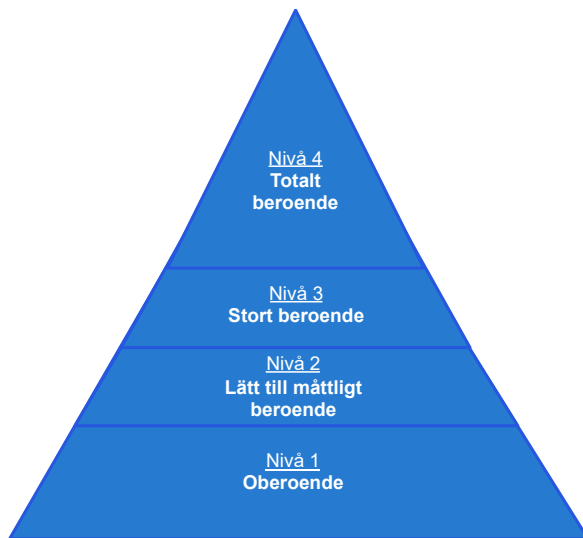 Nivå 4
Totalt
beroende
Nivå 3
Stort beroende
Nivå 2
Lätt till måttligt
beroende
Nivå 1
Oberoende